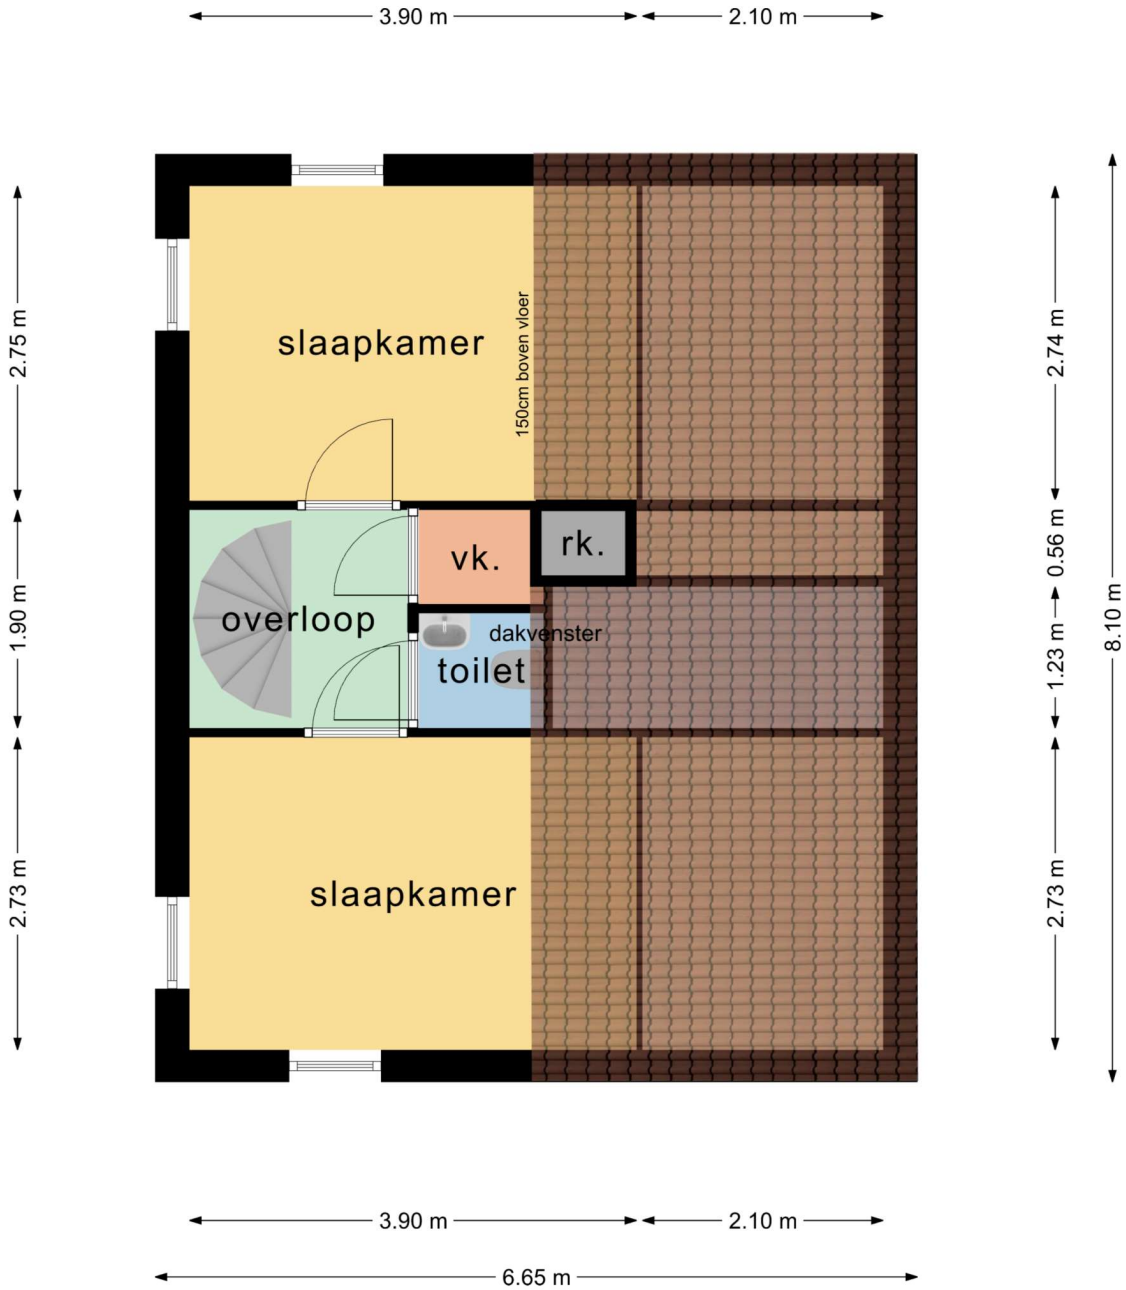 3.90 m
2.10 m
2.75 m
1.90 m
2.73 m
slaapkamer
150cm boven vloer
vk.
rk.
overloop
dakvenster
toilet
slaapkamer
2.74 m
0.56 m
1.23 m
2.73 m
8.10 m
3.90 m
2.10 m
6.65 m